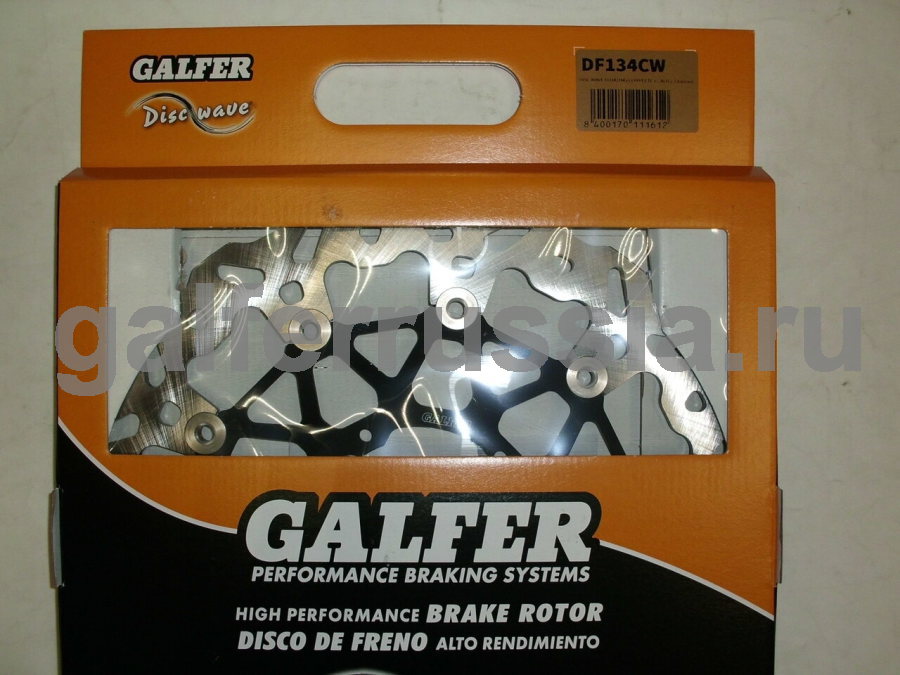 GALFER
Disc wave
DF134CW
8 400170 111612
galferrussia.ru
GALFER
GALFER
PERFORMANCE BRAKING SYSTEMS
HIGH PERFORMANCE BRAKE ROTOR
DISCO DE FRENO ALTO RENDIMIENTO